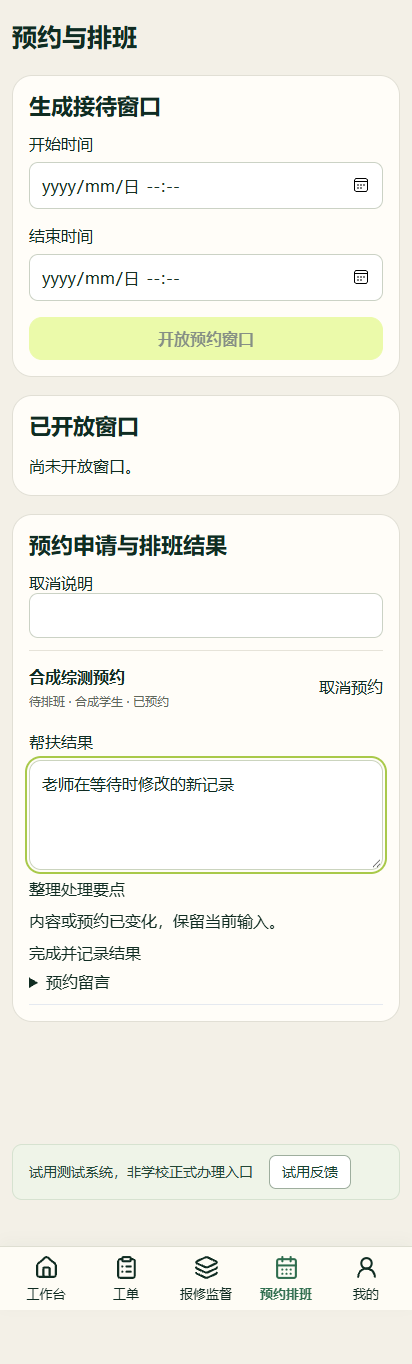 预约与排班
生成接待窗口
开始时间
yyyy/mm/日 --:--
结束时间
yyyy/mm/日 --:--
开放预约窗口
已开放窗口
尚未开放窗口。
预约申请与排班结果
取消说明
合成综测预约
待排班 · 合成学生 · 已预约
取消预约
帮扶结果
老师在等待时修改的新记录
整理处理要点
内容或预约已变化，保留当前输入。
完成并记录结果
预约留言
试用测试系统，非学校正式办理入口
试用反馈
工作台
工单
报修监督
预约排班
我的